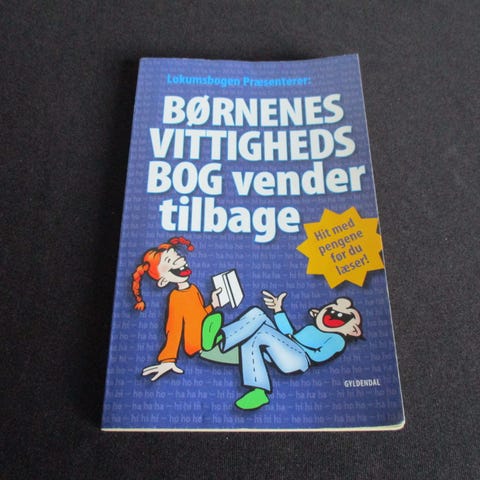 Lokumsbogen Præsenterer:
BØRNENES
VITTIGHEDS
BOG vender
tilbage
Hit med
pengene
før du
læser!
GYLDENDAL